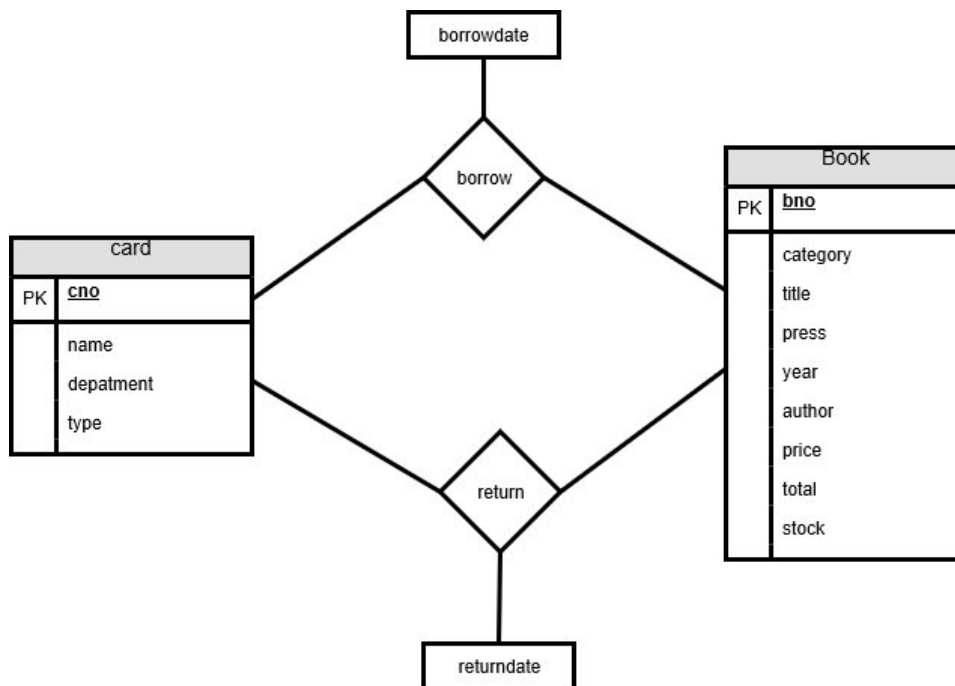 borrowdate
borrow
card
PK cno
name
depatment
type
Book
PK bno
category
title
press
year
author
price
total
stock
return
returndate